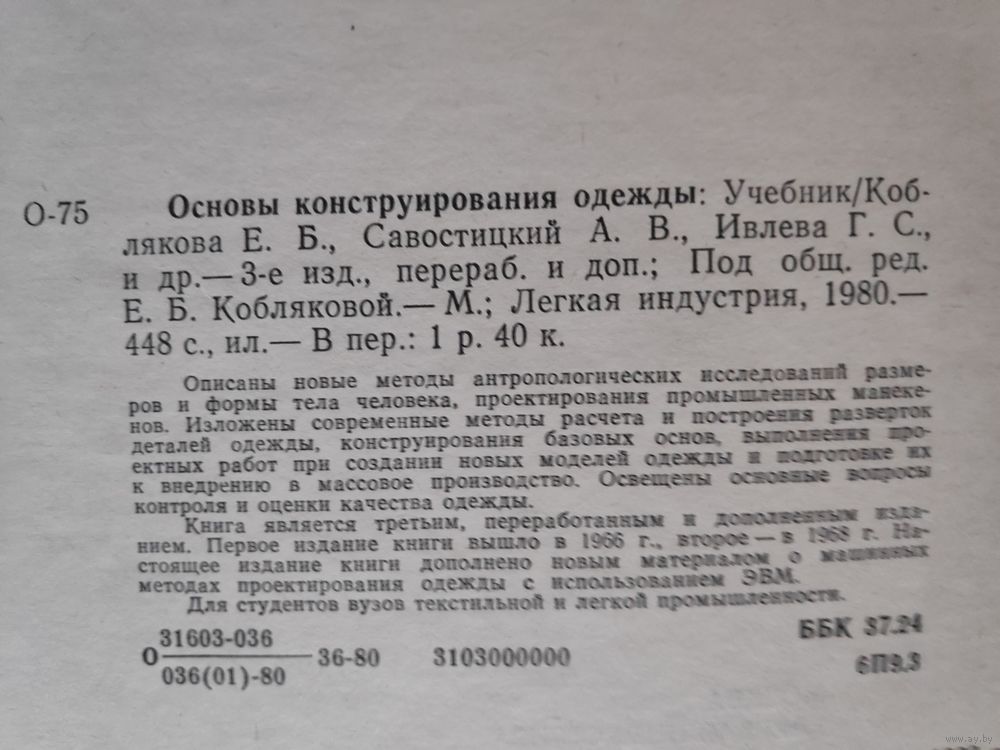 О-75 Основы конструирования одежды: Учебник/Коб-
лякова Е. Б., Савостицкий А. В., Ивлева Г. С.,
и др.— 3-е изд., перераб. и доп.; Под общ. ред.
Е. Б. Кобляковой.— М.; Легкая индустрия, 1980.—
448 с., ил.— В пер.: 1 р. 40 к.
Описаны новые методы антропологических исследований разме-
ров и формы тела человека, проектирования промышленных манеке-
нов. Изложены современные методы расчета и построения разверток
деталей одежды, конструирования базовых основ, выполнения про-
ектных работ при создании новых моделей одежды и подготовке их
к внедрению в массовое производство. Освещены основные вопросы
контроля и оценки качества одежды.
Книга является третьим, переработанным и дополненным изда-
нием. Первое издание книги вышло в 1966 г., второе — в 1968 г. На-
стоящее издание книги дополнено новым материалом о машинных
методах проектирования одежды с использованием ЭВМ.
Для студентов вузов текстильной и легкой промышленности.
31603-036
О 36-80 3103000000
036(01)-80
ББК 37.24
6П9.3
www.ay.by